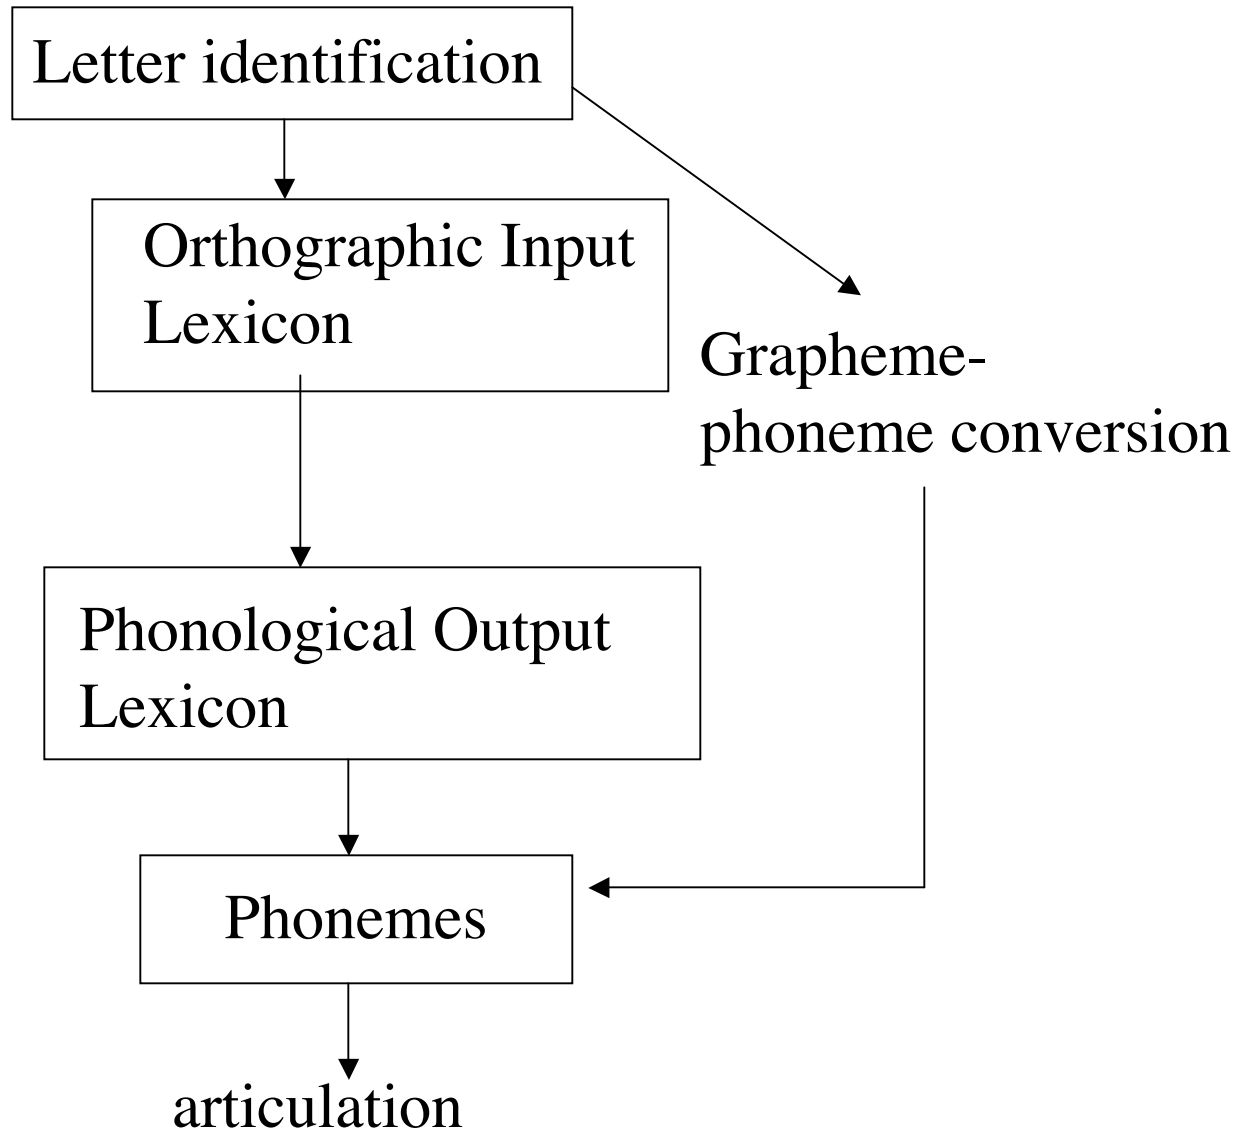 Letter identification
Orthographic Input
Lexicon
Grapheme-
phoneme conversion
Phonological Output
Lexicon
Phonemes
articulation